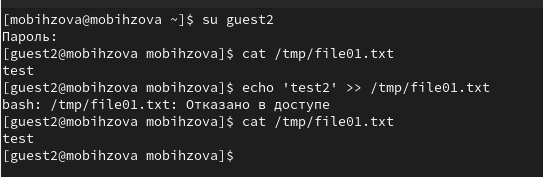 [mobihzova@mobihzova ~]$ su guest2
Пароль:
[guest2@mobihzova mobihzova]$ cat /tmp/file01.txt
test
[guest2@mobihzova mobihzova]$ echo 'test2' >> /tmp/file01.txt
bash: /tmp/file01.txt: Отказано в доступе
[guest2@mobihzova mobihzova]$ cat /tmp/file01.txt
test
[guest2@mobihzova mobihzova]$